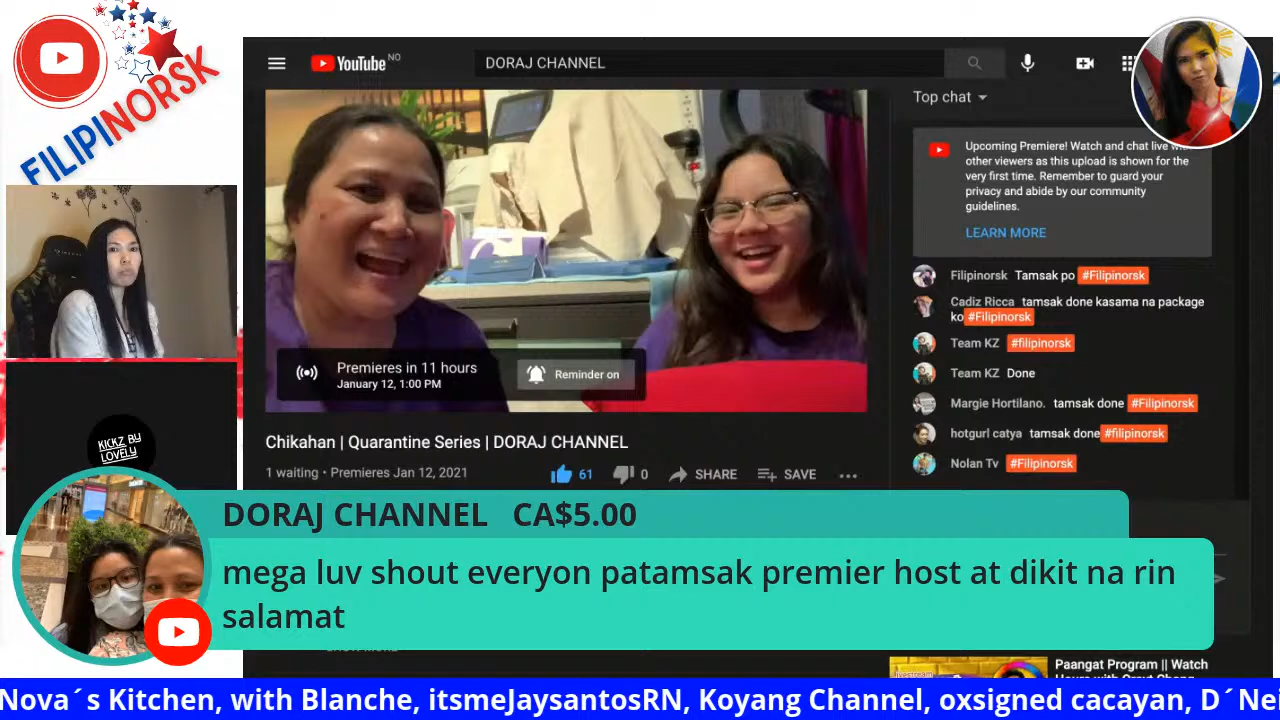 FILIPINORSK
YouTube NO
DORAJ CHANNEL
Top chat
Upcoming Premiere! Watch and chat live
other viewers as this upload is shown for the
very first time. Remember to guard your
privacy and abide by our community
guidelines.
LEARN MORE
Filipinorsk Tamsak po #Filipinorsk
Cadiz Ricca tamsak done kasama na package
ko #Filipinorsk
Team KZ #filipinorsk
Team KZ Done
Margie Hortilano. tamsak done #Filipinorsk
hotgurl catya tamsak done #filipinorsk
Nolan Tv #Filipinorsk
Premieres in 11 hours
January 12, 1:00 PM
Reminder on
Chikahan | Quarantine Series | DORAJ CHANNEL
1 waiting • Premieres Jan 12, 2021
61 0 SHARE SAVE
KICKZ BY
LOVELY
DORAJ CHANNEL CA$5.00
mega luv shout everyon patamsak premier host at dikit na rin
salamat
Paangat Program || Watch
Nova´s Kitchen, with Blanche, itsmeJaysantosRN, Koyang Channel, oxsigned cacayan, D´Nei